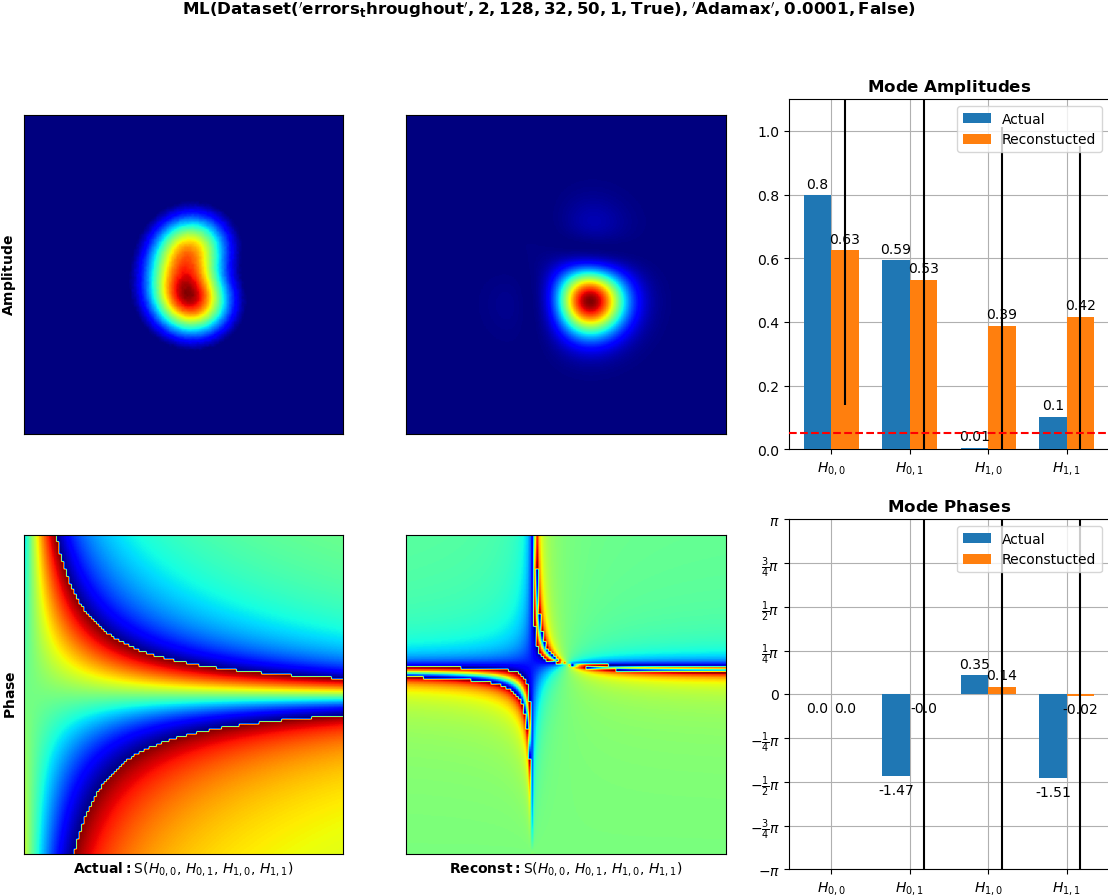 ML(Dataset('errors_throughout', 2, 128, 32, 50, 1, True), 'Adamax', 0.0001, False)
Mode Amplitudes
Amplitude
Actual
Reconstucted
1.0
0.8
0.6
0.4
0.2
0.0
0.8
0.63
0.59
0.53
0.01
0.39
0.1
0.42
H0,0
H0,1
H1,0
H1,1
Mode Phases
Phase
Actual
Reconstucted
π
3/4π
1/2π
1/4π
0
−1/4π
−1/2π
−3/4π
−π
0.0
0.0
-1.47
-0.0
0.35
0.14
-1.51
-0.02
H0,0
H0,1
H1,0
H1,1
Actual: S(H0,0, H0,1, H1,0, H1,1)
Reconst: S(H0,0, H0,1, H1,0, H1,1)